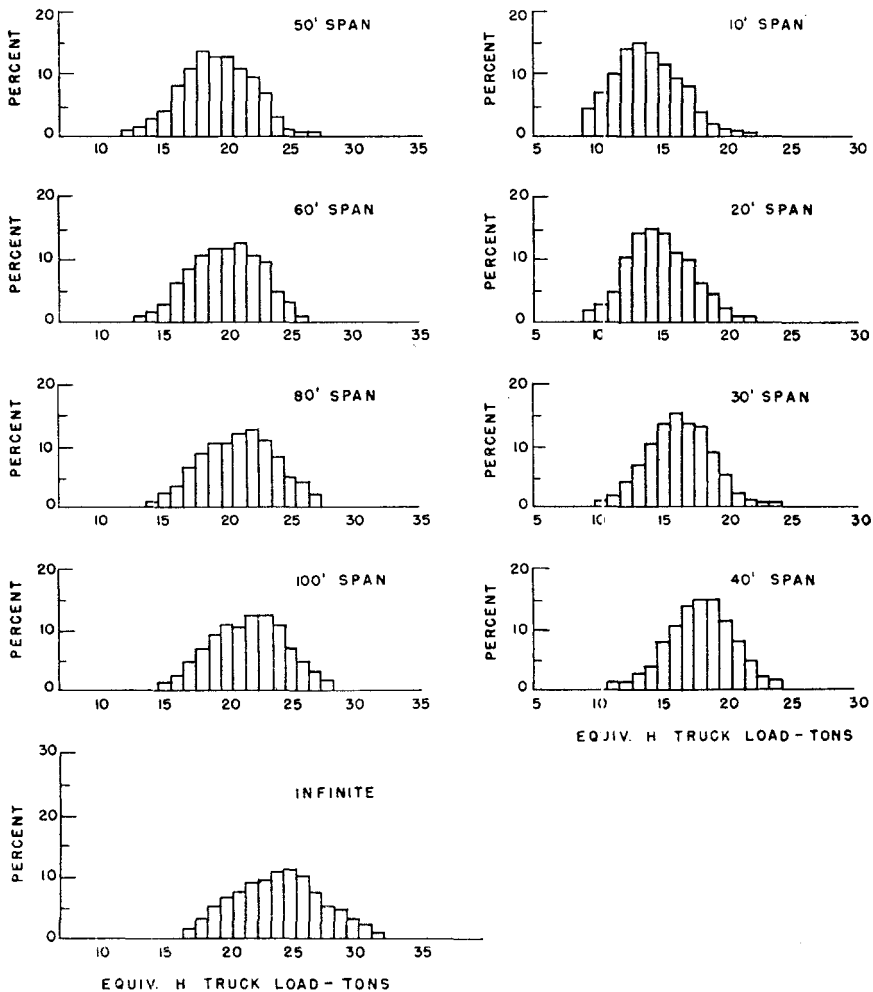 50' SPAN
PERCENT
20
10
0
10 15 20 25 30 35
60' SPAN
PERCENT
20
10
0
10 15 20 25 30 35
80' SPAN
PERCENT
20
10
0
10 15 20 25 30 35
100' SPAN
PERCENT
20
10
0
10 15 20 25 30 35
INFINITE
PERCENT
30
20
10
0
10 15 20 25 30 35
EQUIV. H TRUCK LOAD-TONS
10' SPAN
PERCENT
20
10
0
5 10 15 20 25 30
20' SPAN
PERCENT
20
10
0
5 10 15 20 25 30
30' SPAN
PERCENT
20
10
0
5 10 15 20 25 30
40' SPAN
PERCENT
20
10
0
5 10 15 20 25 30
EQUIV. H TRUCK LOAD-TONS